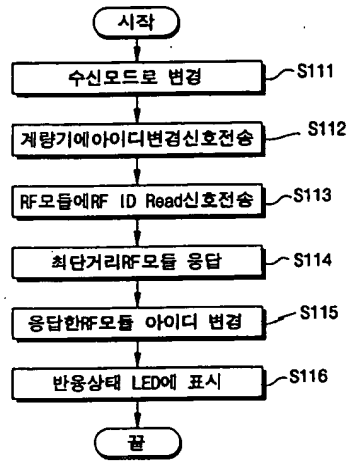 시작
수신모드로 변경 S111
계량기에아이디변경신호전송 S112
RF모듈에RF ID Read신호전송 S113
최단거리RF모듈 응답 S114
응답한RF모듈 아이디 변경 S115
반응상태 LED에 표시 S116
끝